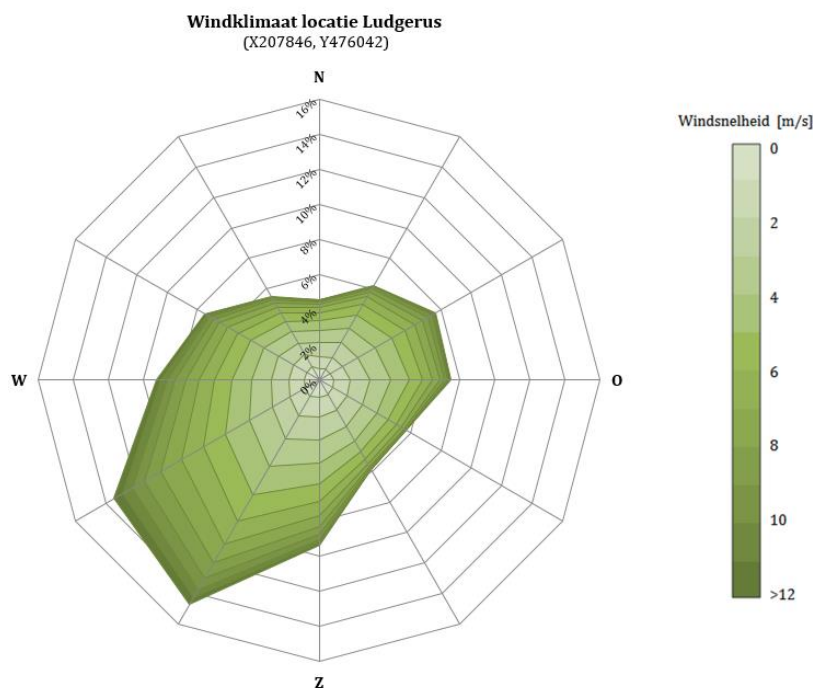 Windklimaat locatie Ludgerus
(X207846, Y476042)
N
16%
14%
12%
10%
8%
6%
4%
2%
0%
W
O
Z
Windsnelheid [m/s]
0
2
4
6
8
10
>12